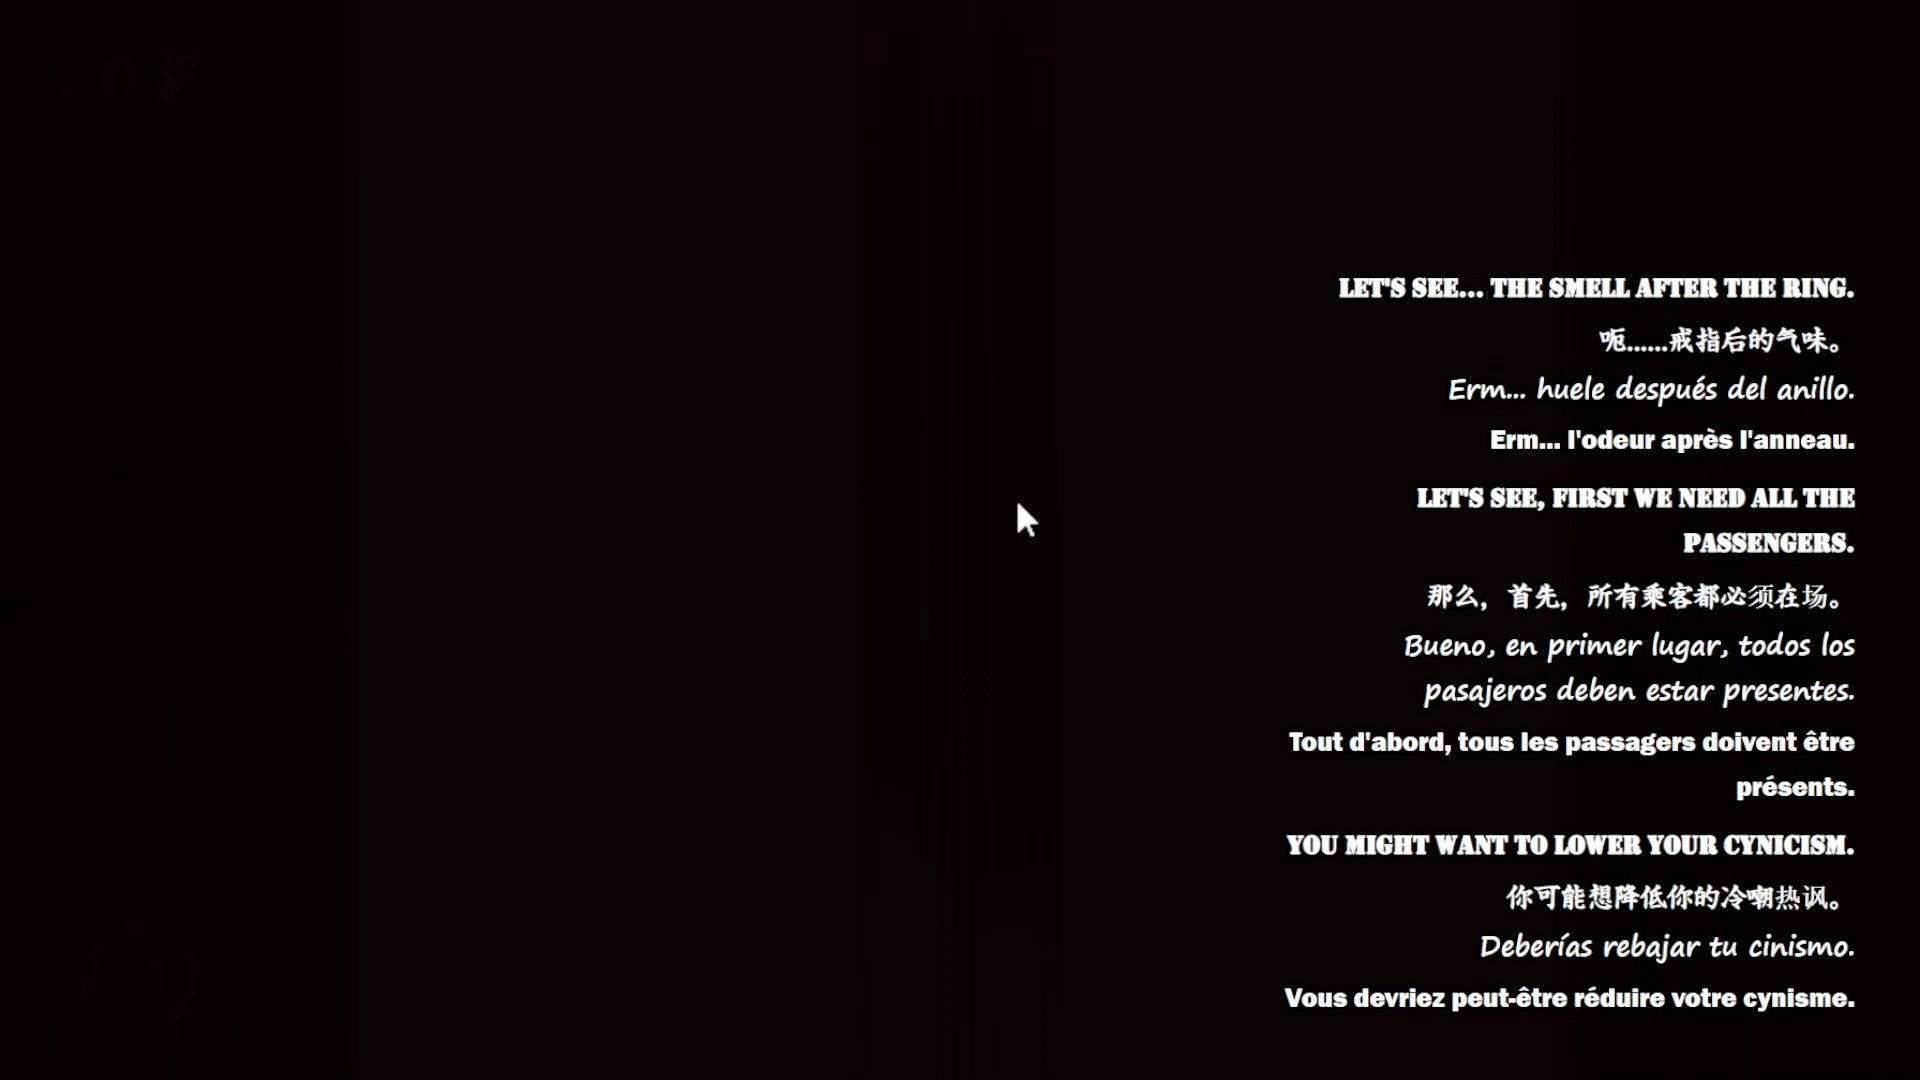 LET'S SEE... THE SMELL AFTER THE RING.
呃......戒指后的气味。
Erm... huele después del anillo.
Erm... l'odeur après l'anneau.
LET'S SEE, FIRST WE NEED ALL THE
PASSENGERS.
那么，首先，所有乘客都必须在场。
Bueno, en primer lugar, todos los
pasajeros deben estar presentes.
Tout d'abord, tous les passagers doivent être
présents.
YOU MIGHT WANT TO LOWER YOUR CYNICISM.
你可能想降低你的冷嘲热讽。
Deberías rebajar tu cinismo.
Vous devriez peut-être réduire votre cynisme.